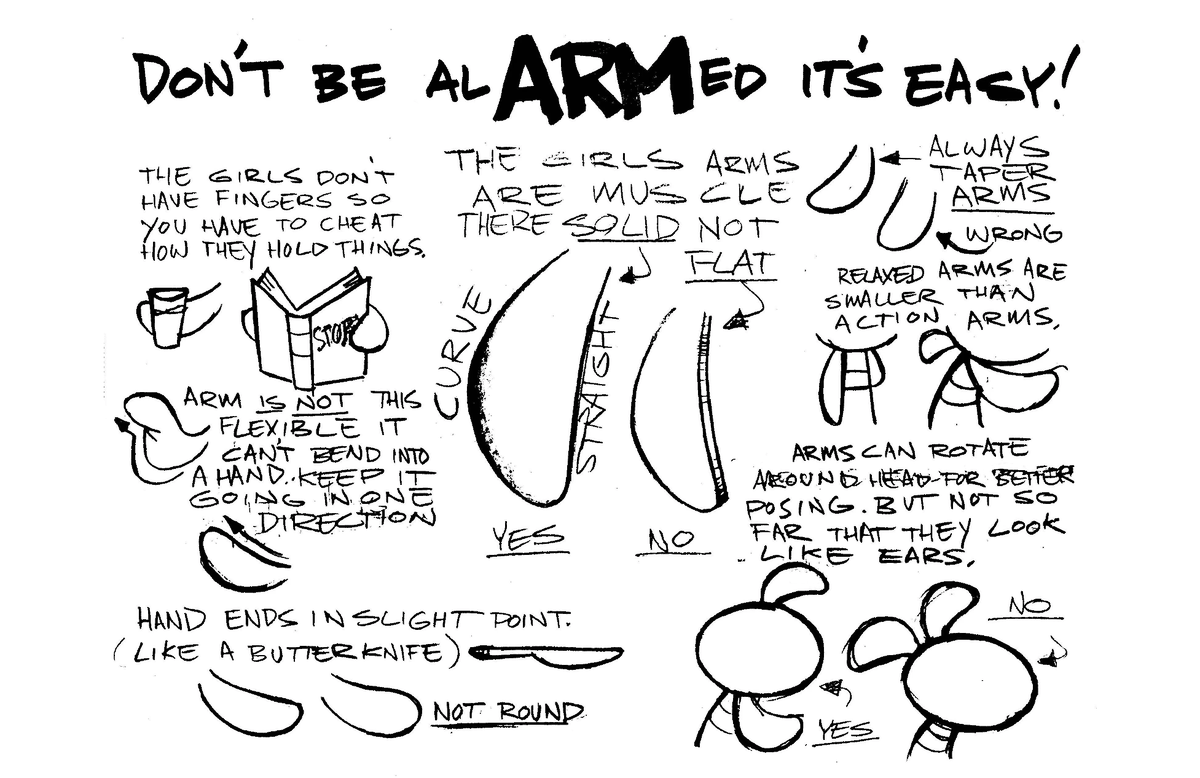 DON'T BE ALARMED IT'S EASY!
THE GIRLS DON'T
HAVE FINGERS SO
YOU HAVE TO CHEAT
HOW THEY HOLD THINGS.
STORY
ARM IS NOT THIS
FLEXIBLE IT
CAN'T BEND INTO
A HAND. KEEP IT
GOING IN ONE
DIRECTION
THE GIRLS ARMS
ARE MUSCLE
THERE SOLID NOT
FLAT
CURVE
STRAIGHT
YES
NO
ALWAYS
TAPER
ARMS
WRONG
RELAXED ARMS ARE
SMALLER THAN
ACTION ARMS.
ARMS CAN ROTATE
AROUND HEAD FOR BETTER
POSING. BUT NOT SO
FAR THAT THEY LOOK
LIKE EARS.
NO
YES
HAND ENDS IN SLIGHT POINT.
(LIKE A BUTTERKNIFE)
NOT ROUND